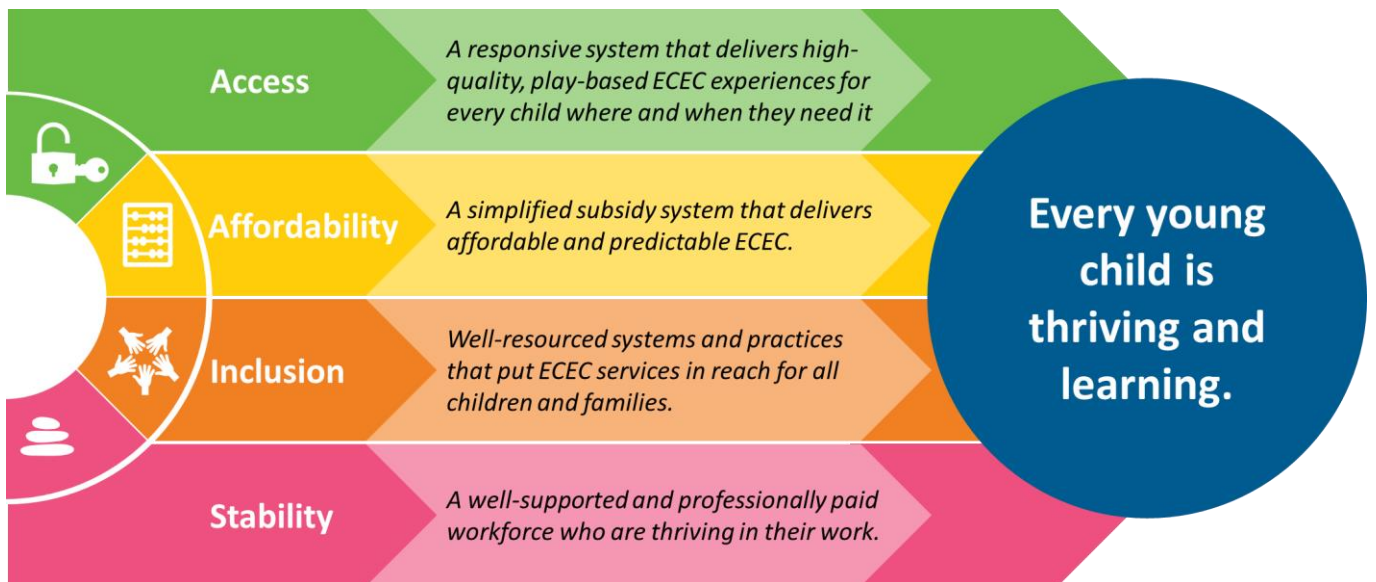 Access
A responsive system that delivers high-
quality, play-based ECEC experiences for
every child where and when they need it
Affordability
A simplified subsidy system that delivers
affordable and predictable ECEC.
Inclusion
Well-resourced systems and practices
that put ECEC services in reach for all
children and families.
Stability
A well-supported and professionally paid
workforce who are thriving in their work.
Every young
child is
thriving and
learning.